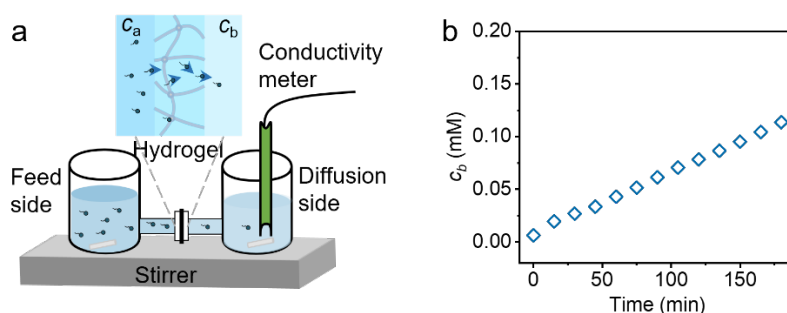 a
c_a
c_b
Conductivity
meter
Hydrogel
Feed
side
Diffusion
side
Stirrer
b
c_b (mM)
0.20
0.15
0.10
0.05
0.00
0
50
100
150
Time (min)